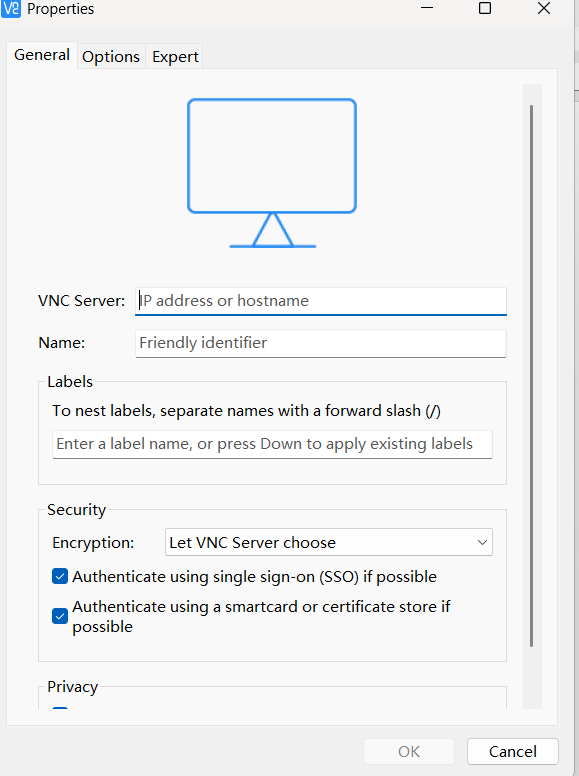 Properties
General Options Expert
VNC Server: IP address or hostname
Name: Friendly identifier
Labels
To nest labels, separate names with a forward slash (/)
Enter a label name, or press Down to apply existing labels
Security
Encryption: Let VNC Server choose
Authenticate using single sign-on (SSO) if possible
Authenticate using a smartcard or certificate store if
possible
Privacy
OK Cancel